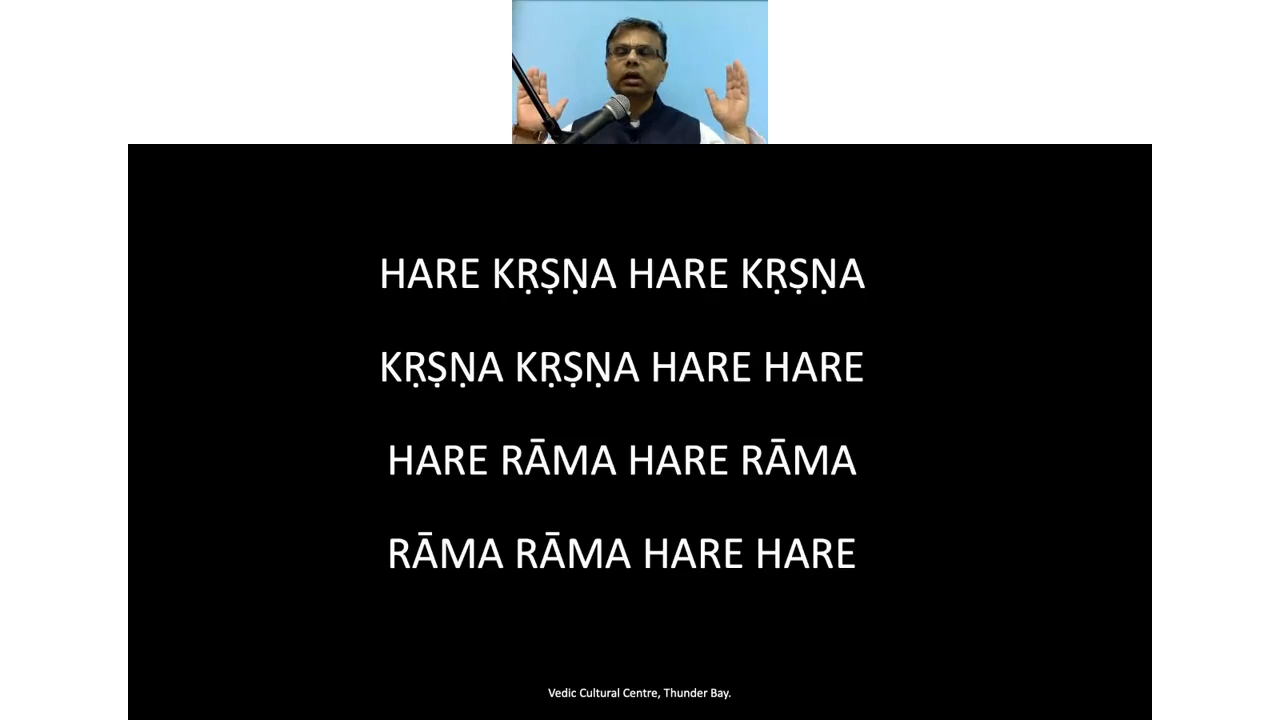 HARE KṚṢṆA HARE KṚṢṆA
KṚṢṆA KṚṢṆA HARE HARE
HARE RĀMA HARE RĀMA
RĀMA RĀMA HARE HARE
Vedic Cultural Centre, Thunder Bay.